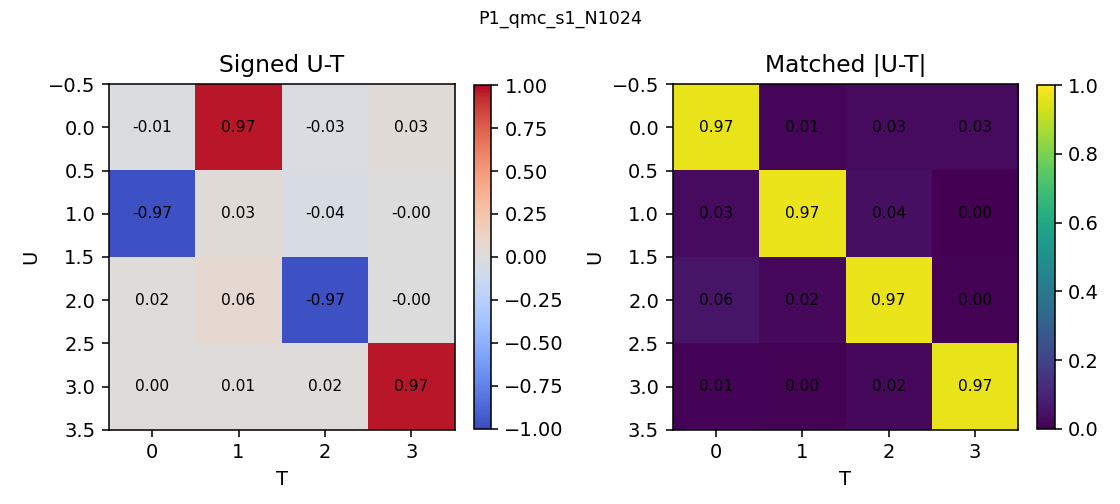 P1_qmc_s1_N1024
Signed U-T
−0.5
0.0
0.5
1.0
1.5
2.0
2.5
3.0
3.5
U
-0.01 0.97 -0.03 0.03
-0.97 0.03 -0.04 -0.00
0.02 0.06 -0.97 -0.00
0.00 0.01 0.02 0.97
0 1 2 3
T
1.00
0.75
0.50
0.25
0.00
−0.25
−0.50
−0.75
−1.00
Matched |U-T|
−0.5
0.0
0.5
1.0
1.5
2.0
2.5
3.0
3.5
U
0.97 0.01 0.03 0.03
0.03 0.97 0.04 0.00
0.06 0.02 0.97 0.00
0.01 0.00 0.02 0.97
0 1 2 3
T
1.0
0.8
0.6
0.4
0.2
0.0